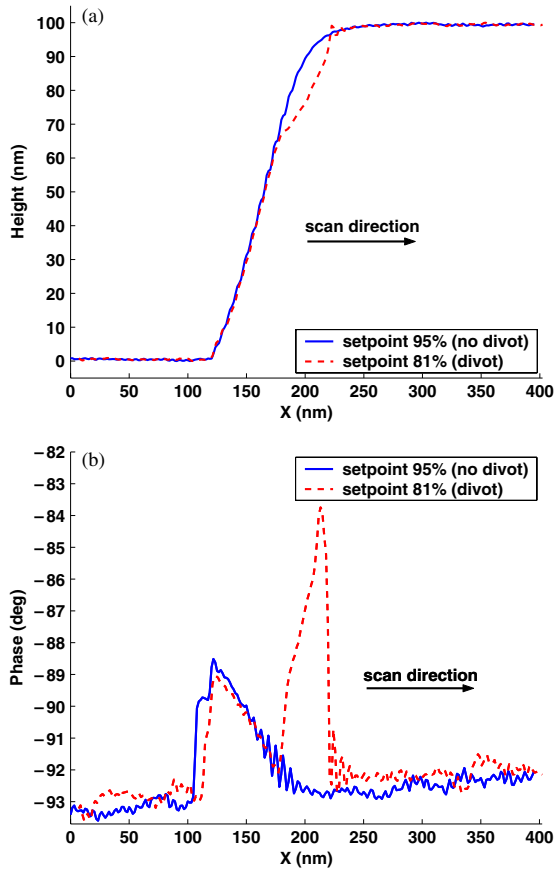 (a)
100
90
80
70
60
50
40
30
20
10
0
Height (nm)
scan direction
setpoint 95% (no divot)
setpoint 81% (divot)
0 50 100 150 200 250 300 350 400
X (nm)
(b)
−82
−83
−84
−85
−86
−87
−88
−89
−90
−91
−92
−93
Phase (deg)
setpoint 95% (no divot)
setpoint 81% (divot)
scan direction
0 50 100 150 200 250 300 350 400
X (nm)